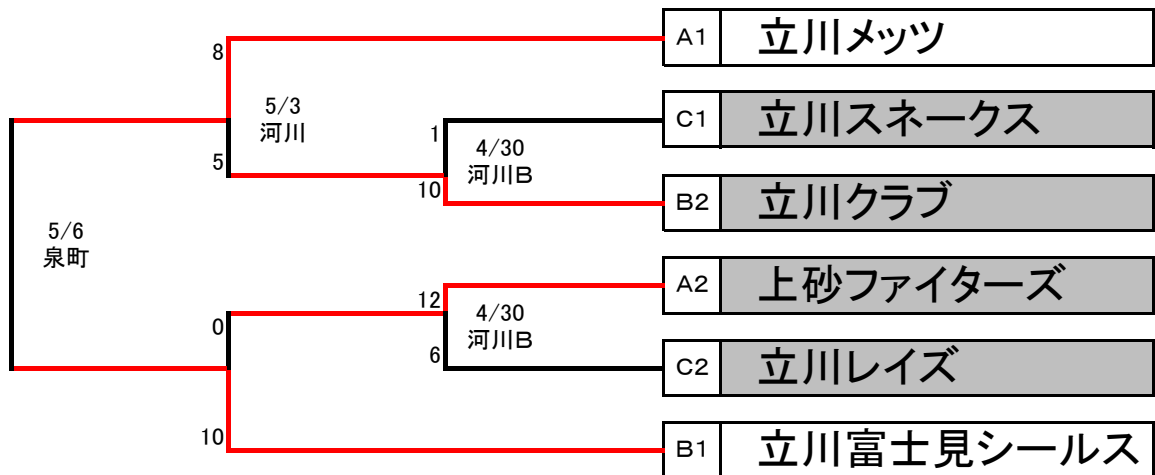 A1 立川メッツ
8
5/3
河川
C1 立川スネークス
1
4/30
河川B
5
10
B2 立川クラブ
5/6
泉町
A2 上砂ファイターズ
12
4/30
河川B
0
6
C2 立川レイズ
10
B1 立川富士見シールス